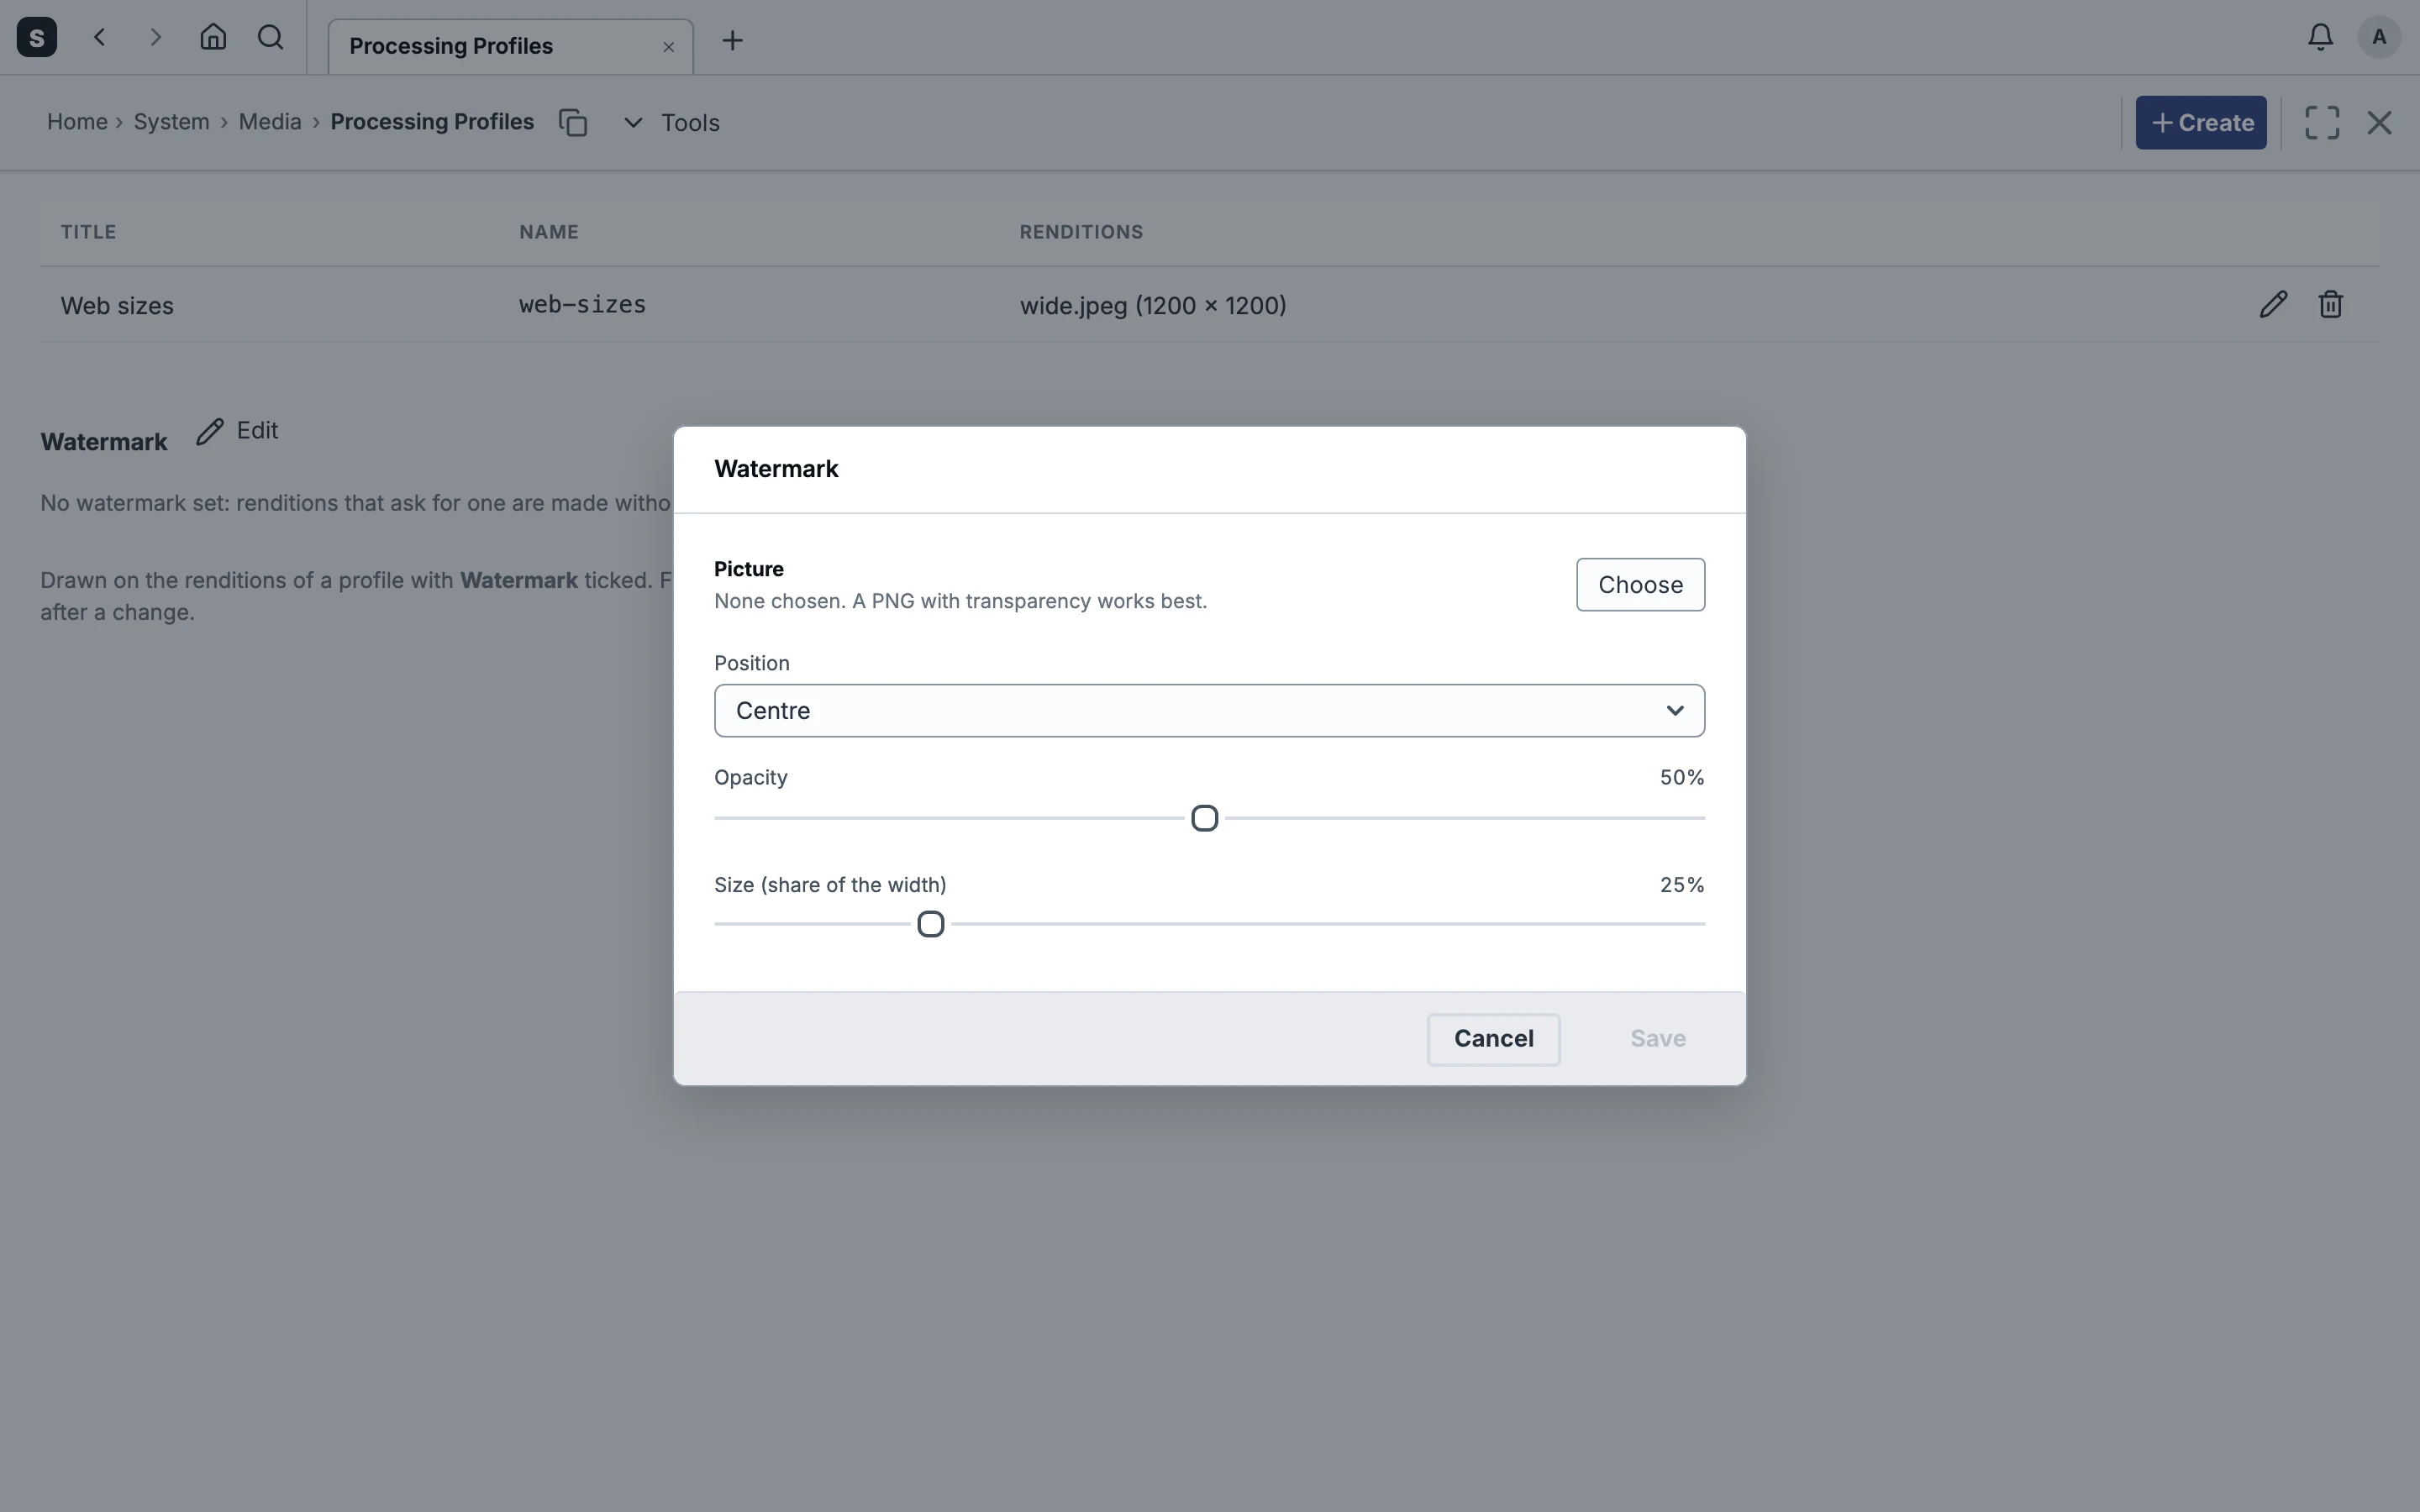 S
Processing Profiles
A
Home › System › Media › Processing Profiles
Tools
Create
TITLE NAME RENDITIONS
Web sizes web-sizes wide.jpeg (1200 × 1200)
Watermark Edit
No watermark set: renditions that ask for one are made
Drawn on the renditions of a profile with Watermark ticked.
after a change.
Watermark
Picture
None chosen. A PNG with transparency works best.
Choose
Position
Centre
Opacity 50%
Size (share of the width) 25%
Cancel Save